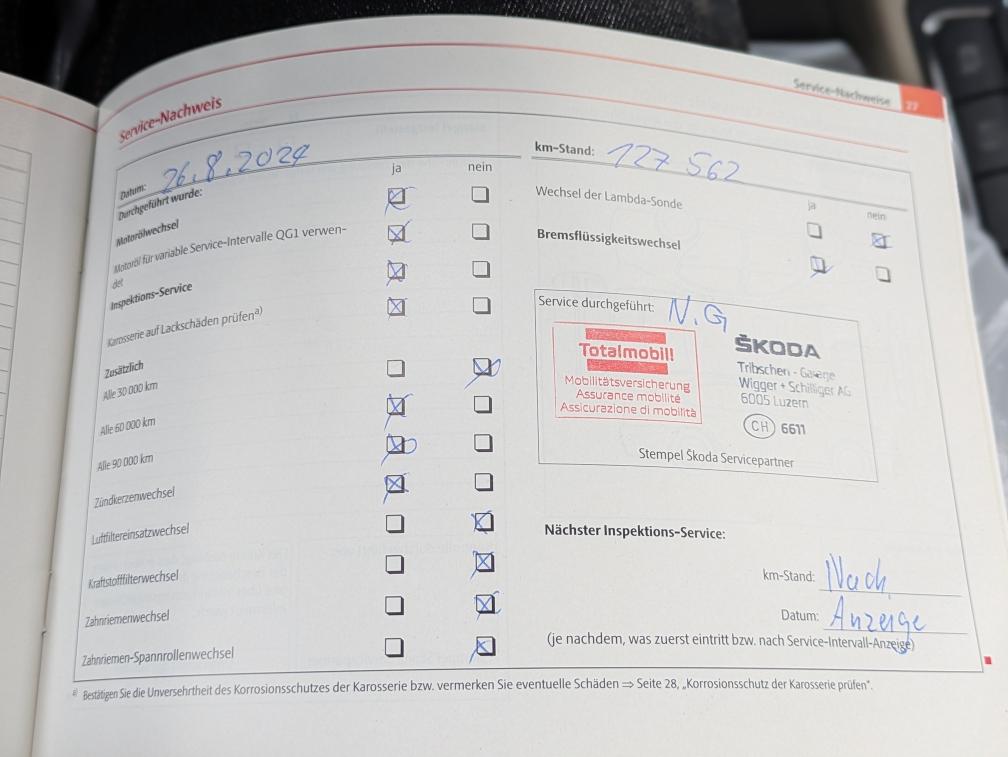 Service-Nachweise 27
Service-Nachweis
Datum: 26.8.2024
km-Stand: 127 562
ja nein
Durchgeführt wurde:
Motorölwechsel
Motoröl für variable Service-Intervalle QG1 verwen-
det
Inspektions-Service
Karosserie auf Lackschäden prüfen a)
Zusätzlich
Alle 30 000 km
Alle 60 000 km
Alle 90 000 km
Zündkerzenwechsel
Luftfiltereinsatzwechsel
Kraftstofffilterwechsel
Zahnriemenwechsel
Zahnriemen-Spannrollenwechsel
ja nein
Wechsel der Lambda-Sonde
Bremsflüssigkeitswechsel
Service durchgeführt: N.G
Totalmobil!
Mobilitätsversicherung
Assurance mobilité
Assicurazione di mobilità
ŠKODA
Tribschen - Garage
Wigger + Schilliger AG
6005 Luzern
CH 6611
Stempel Škoda Servicepartner
Nächster Inspektions-Service:
km-Stand: Nach
Datum: Anzeige
(je nachdem, was zuerst eintritt bzw. nach Service-Intervall-Anzeige)
a) Bestätigen Sie die Unversehrtheit des Korrosionsschutzes der Karosserie bzw. vermerken Sie eventuelle Schäden ⇒ Seite 28, „Korrosionsschutz der Karosserie prüfen".